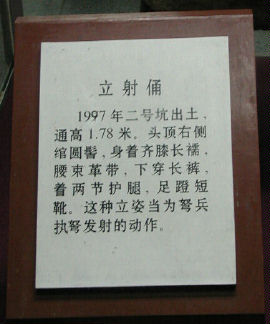 立射俑
1997年二号坑出土，
通高1.78米。头顶右侧
绾圆髻，身着齐膝长襦，
腰束革带，下穿长裤，
着两节护腿，足蹬短
靴。这种立姿当为弩兵
执弩发射的动作。